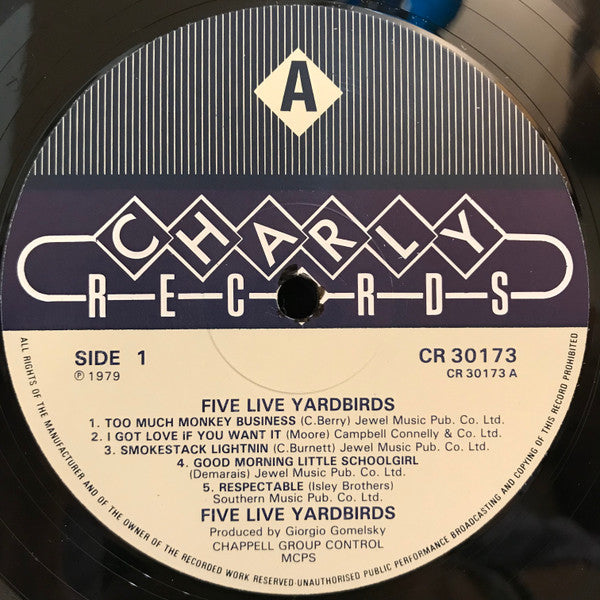 A
CHARLY
RECORDS
SIDE 1
CR 30173
℗ 1979
CR 30173 A
FIVE LIVE YARDBIRDS
1. TOO MUCH MONKEY BUSINESS (C.Berry) Jewel Music Pub. Co. Ltd.
2. I GOT LOVE IF YOU WANT IT (Moore) Campbell Connelly & Co. Ltd.
3. SMOKESTACK LIGHTNIN (C.Burnett) Jewel Music Pub. Co. Ltd.
4. GOOD MORNING LITTLE SCHOOLGIRL
(Demarais) Jewel Music Pub. Co. Ltd.
5. RESPECTABLE (Isley Brothers)
Southern Music Pub. Co. Ltd.
FIVE LIVE YARDBIRDS
Produced by Giorgio Gomelsky
CHAPPELL GROUP CONTROL
MCPS
ALL RIGHTS OF THE MANUFACTURER AND OF THE OWNER OF THE RECORDED WORK RESERVED·UNAUTHORISED PUBLIC PERFORMANCE BROADCASTING AND COPYING OF THIS RECORD PROHIBITED